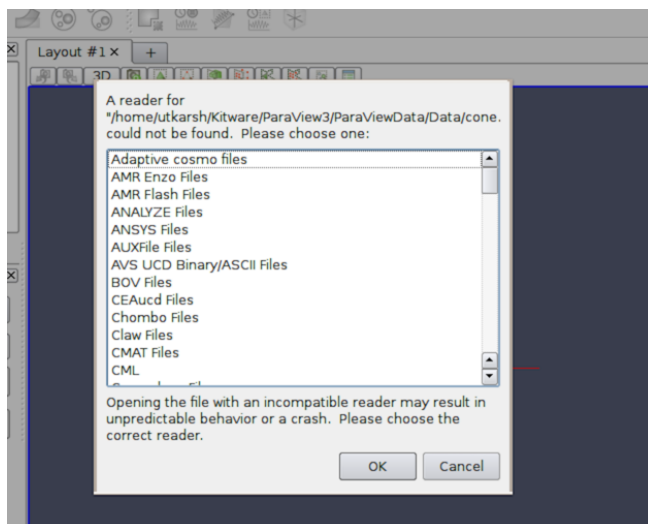 Layout #1
3D
A reader for
"/home/utkarsh/Kitware/ParaView3/ParaViewData/Data/cone.
could not be found. Please choose one:
Adaptive cosmo files
AMR Enzo Files
AMR Flash Files
ANALYZE Files
ANSYS Files
AUXFile Files
AVS UCD Binary/ASCII Files
BOV Files
CEAucd Files
Chombo Files
Claw Files
CMAT Files
CML
Opening the file with an incompatible reader may result in
unpredictable behavior or a crash. Please choose the
correct reader.
OK
Cancel